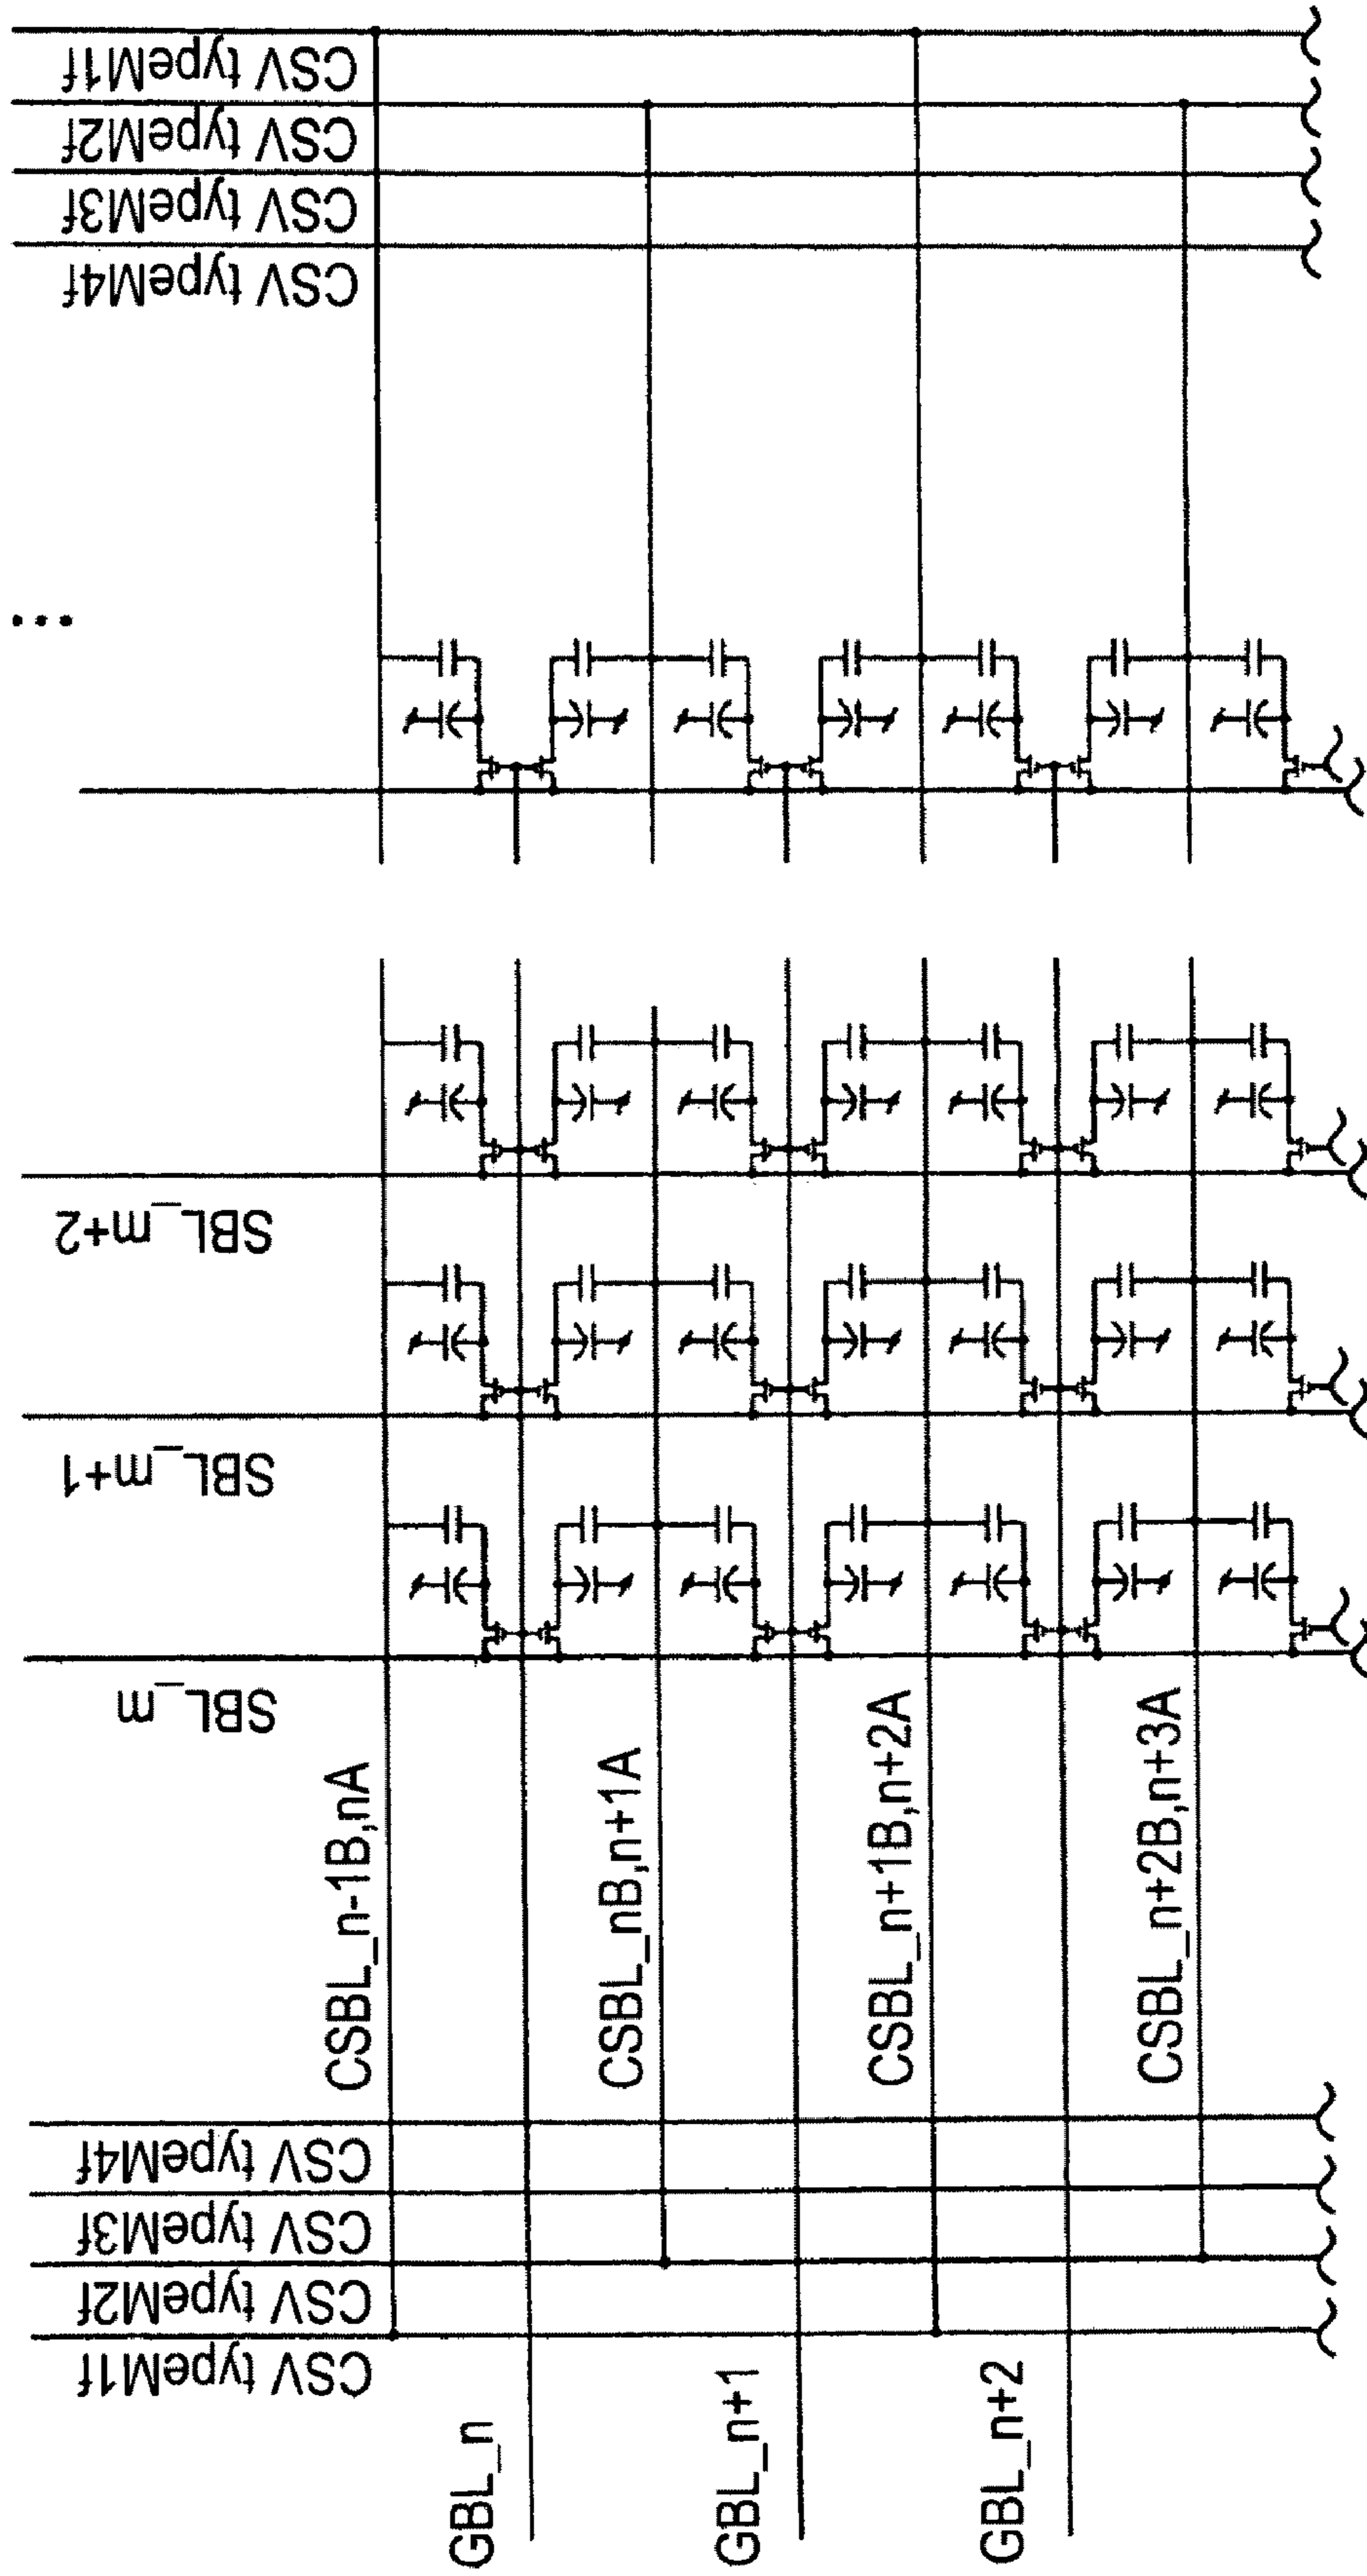 CSV typeM1f
CSV typeM2f
CSV typeM3f
CSV typeM4f
...
SBL_m+2
SBL_m+1
SBL_m
CSBL_n-1B,nA
CSBL_nB,n+1A
CSBL_n+1B,n+2A
CSBL_n+2B,n+3A
CSV typeM4f
CSV typeM3f
CSV typeM2f
CSV typeM1f
GBL_n
GBL_n+1
GBL_n+2